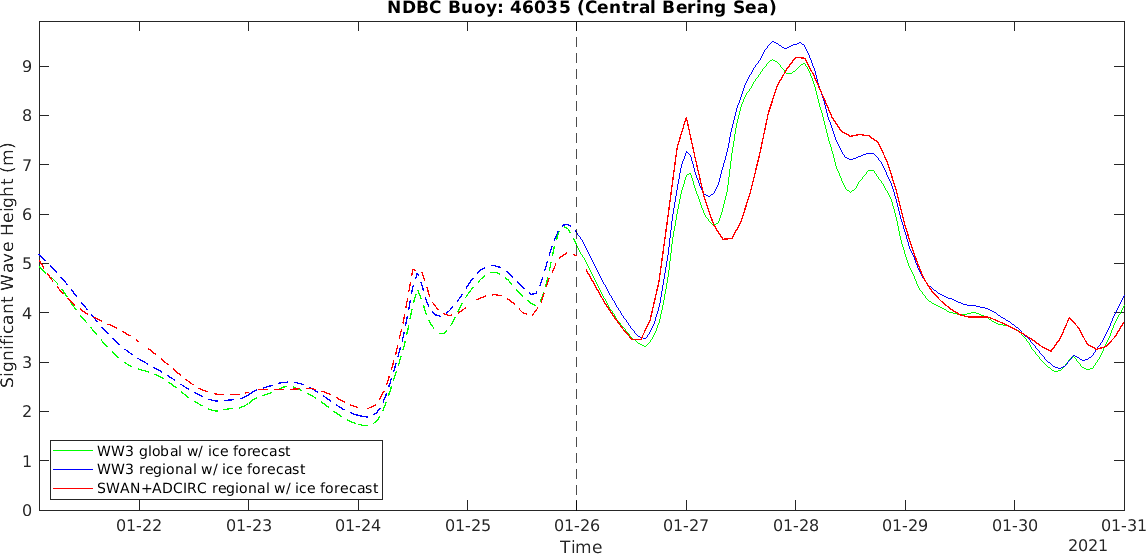 NDBC Buoy: 46035 (Central Bering Sea)
Significant Wave Height (m)
9
8
7
6
5
4
3
2
1
0
WW3 global w/ ice forecast
WW3 regional w/ ice forecast
SWAN+ADCIRC regional w/ ice forecast
01-22 01-23 01-24 01-25 01-26 01-27 01-28 01-29 01-30 01-31
Time
2021